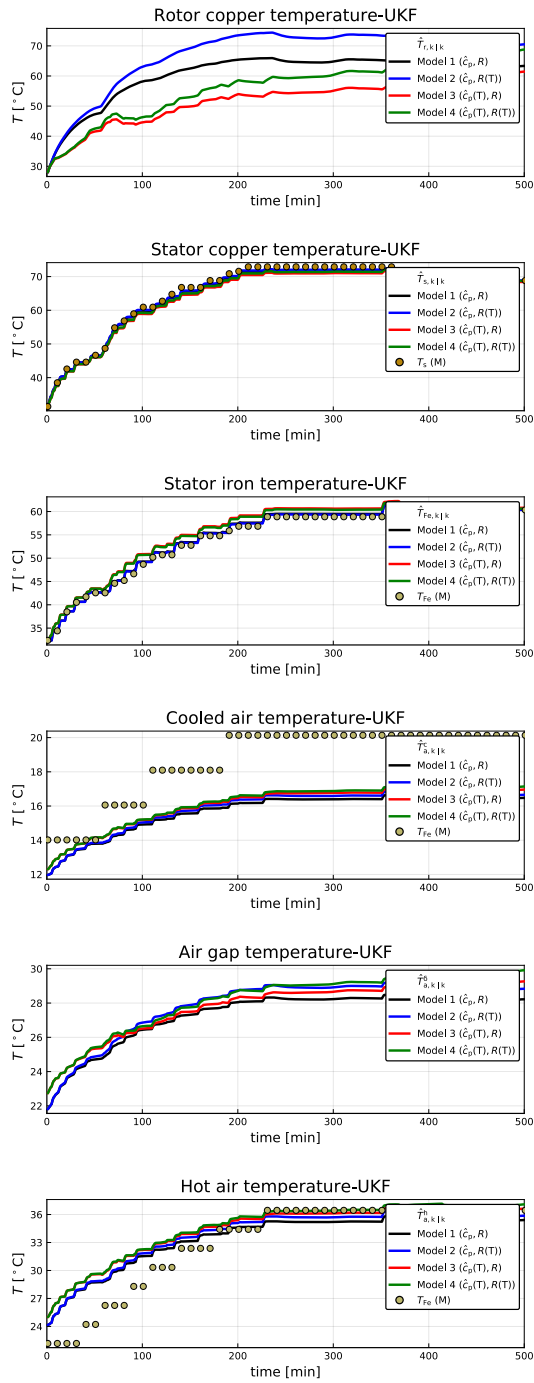 Rotor copper temperature-UKF
T [°C]
70
60
50
40
30
T̂r,k|k
Model 1 (ĉp, R)
Model 2 (ĉp, R(T))
Model 3 (ĉp(T), R)
Model 4 (ĉp(T), R(T))
0 100 200 300 400 500
time [min]
Stator copper temperature-UKF
T [°C]
70
60
50
40
T̂s,k|k
Model 1 (ĉp, R)
Model 2 (ĉp, R(T))
Model 3 (ĉp(T), R)
Model 4 (ĉp(T), R(T))
Ts (M)
0 100 200 300 400 500
time [min]
Stator iron temperature-UKF
T [°C]
60
55
50
45
40
35
T̂Fe,k|k
Model 1 (ĉp, R)
Model 2 (ĉp, R(T))
Model 3 (ĉp(T), R)
Model 4 (ĉp(T), R(T))
TFe (M)
0 100 200 300 400 500
time [min]
Cooled air temperature-UKF
T [°C]
20
18
16
14
12
T̂ca,k|k
Model 1 (ĉp, R)
Model 2 (ĉp, R(T))
Model 3 (ĉp(T), R)
Model 4 (ĉp(T), R(T))
TFe (M)
0 100 200 300 400 500
time [min]
Air gap temperature-UKF
T [°C]
30
28
26
24
22
T̂δa,k|k
Model 1 (ĉp, R)
Model 2 (ĉp, R(T))
Model 3 (ĉp(T), R)
Model 4 (ĉp(T), R(T))
0 100 200 300 400 500
time [min]
Hot air temperature-UKF
T [°C]
36
33
30
27
24
T̂ha,k|k
Model 1 (ĉp, R)
Model 2 (ĉp, R(T))
Model 3 (ĉp(T), R)
Model 4 (ĉp(T), R(T))
TFe (M)
0 100 200 300 400 500
time [min]